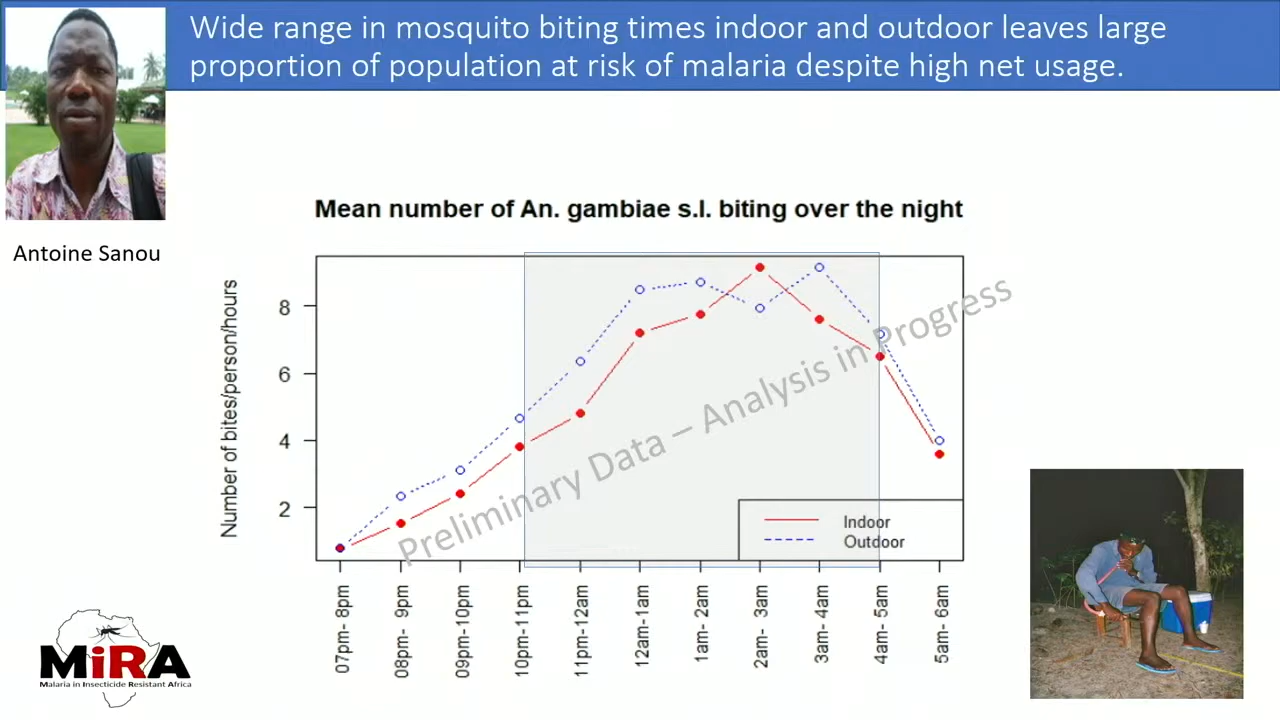 Wide range in mosquito biting times indoor and outdoor leaves large
proportion of population at risk of malaria despite high net usage.
Antoine Sanou
Mean number of An. gambiae s.l. biting over the night
Number of bites/person/hours
8
6
4
2
Preliminary Data – Analysis in Progress
Indoor
Outdoor
07pm- 8pm
08pm- 9pm
09pm-10pm
10pm-11pm
11pm-12am
12am-1am
1am- 2am
2am- 3am
3am- 4am
4am- 5am
5am- 6am
MiRA
Malaria in Insecticide Resistant Africa